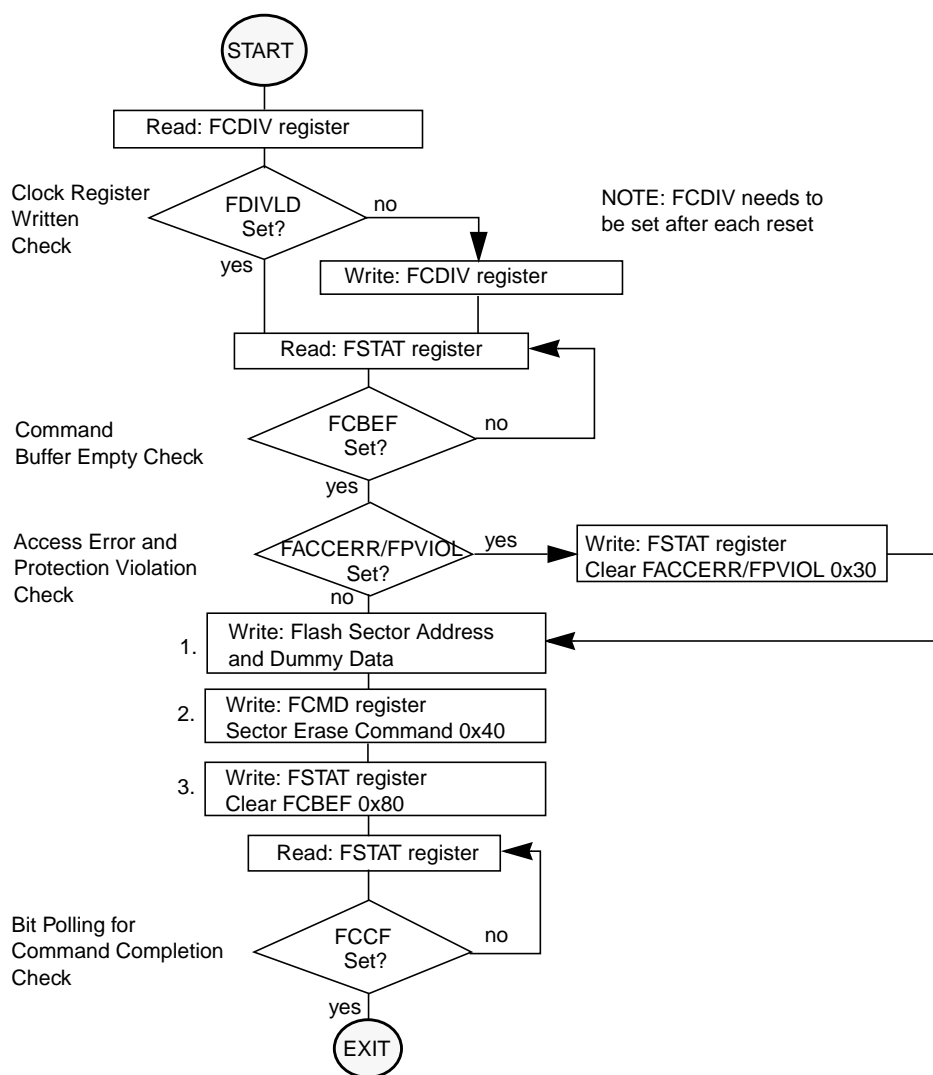 START
Read: FCDIV register
Clock Register
Written
Check
FDIVLD
Set?
no
yes
NOTE: FCDIV needs to
be set after each reset
Write: FCDIV register
Read: FSTAT register
Command
Buffer Empty Check
FCBEF
Set?
no
yes
Access Error and
Protection Violation
Check
FACCERR/FPVIOL
Set?
yes
no
Write: FSTAT register
Clear FACCERR/FPVIOL 0x30
1.
Write: Flash Sector Address
and Dummy Data
2.
Write: FCMD register
Sector Erase Command 0x40
3.
Write: FSTAT register
Clear FCBEF 0x80
Read: FSTAT register
Bit Polling for
Command Completion
Check
FCCF
Set?
no
yes
EXIT